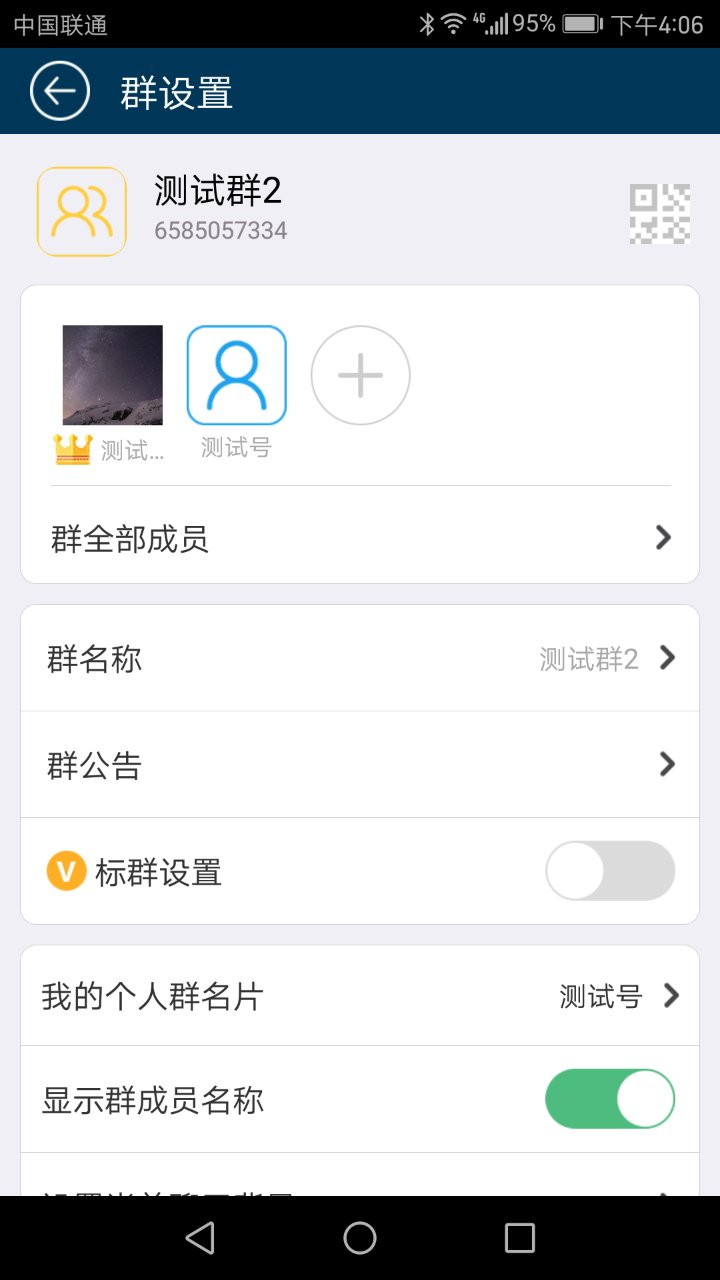 中国联通 4G 95% 下午4:06
群设置
测试群2
6585057334
测试... 测试号
群全部成员
群名称 测试群2
群公告
V 标群设置
我的个人群名片 测试号
显示群成员名称